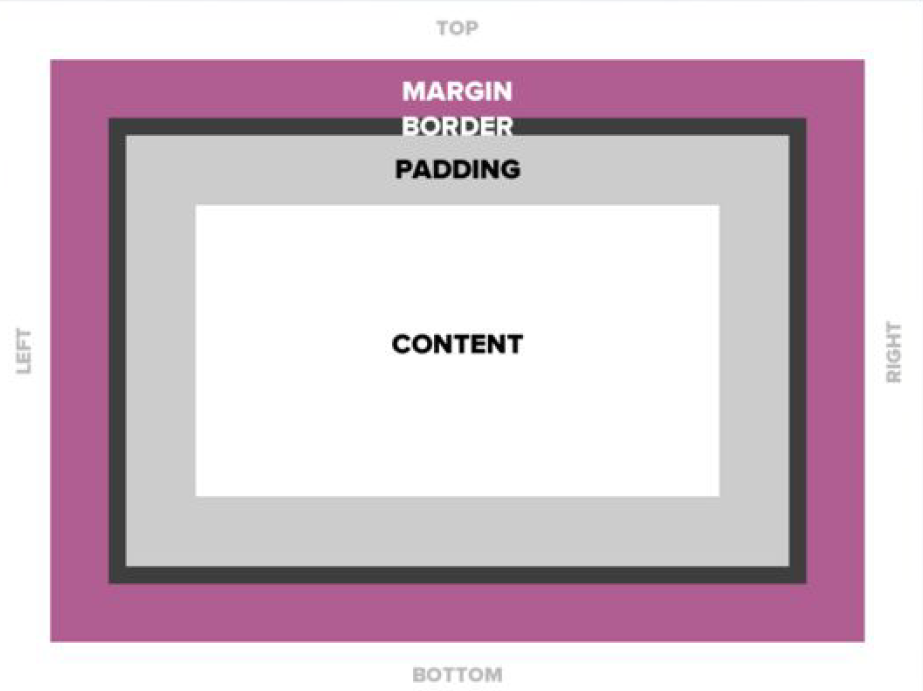 TOP
MARGIN
BORDER
PADDING
LEFT
CONTENT
RIGHT
BOTTOM